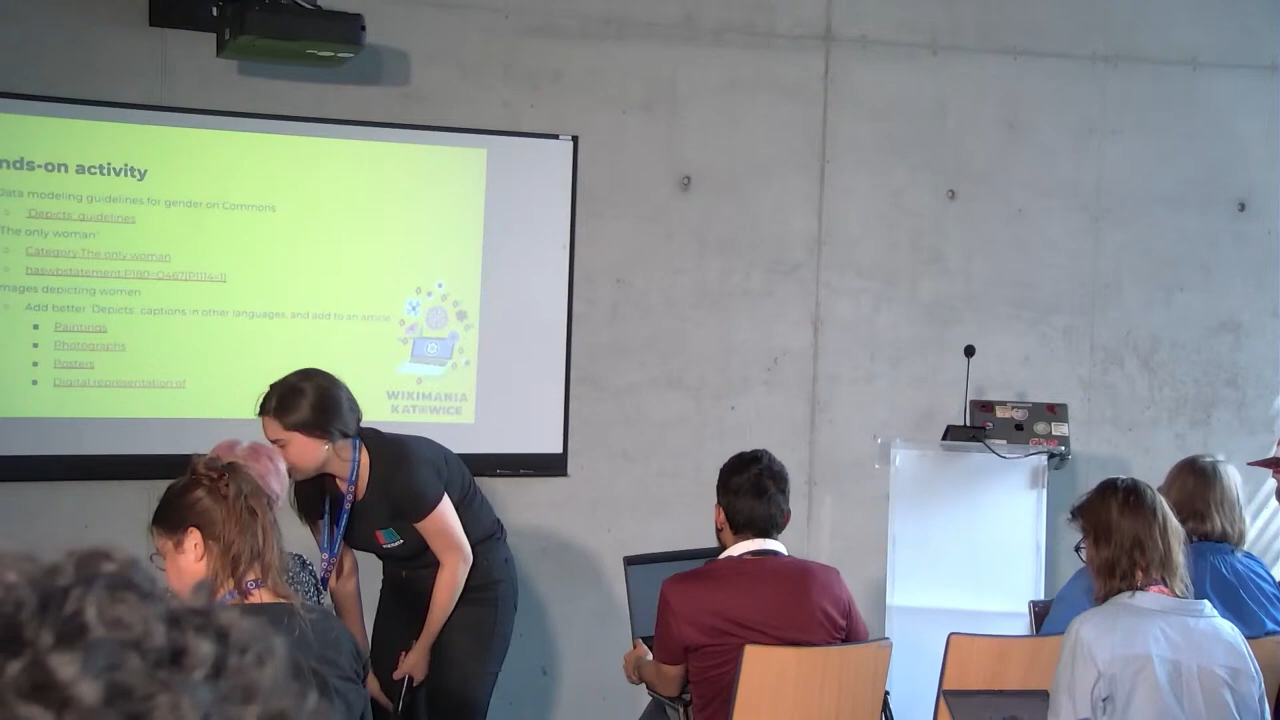 nds-on activity
Data modeling guidelines for gender on Commons
'Depicts' guidelines
The only woman'
Category:The only woman
haswbstatement:P180=Q467[P1114=1]
mages depicting women
Add better 'Depicts', captions in other languages, and add to an article
Paintings
Photographs
Posters
Digital representation of
WIKIMANIA
KATOWICE